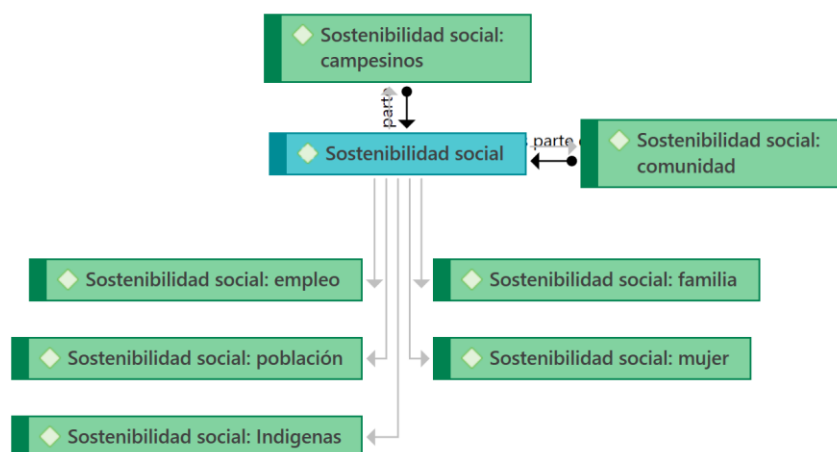 Sostenibilidad social:
campesinos
parte
Sostenibilidad social
parte
Sostenibilidad social:
comunidad
Sostenibilidad social: empleo
Sostenibilidad social: familia
Sostenibilidad social: población
Sostenibilidad social: mujer
Sostenibilidad social: Indigenas